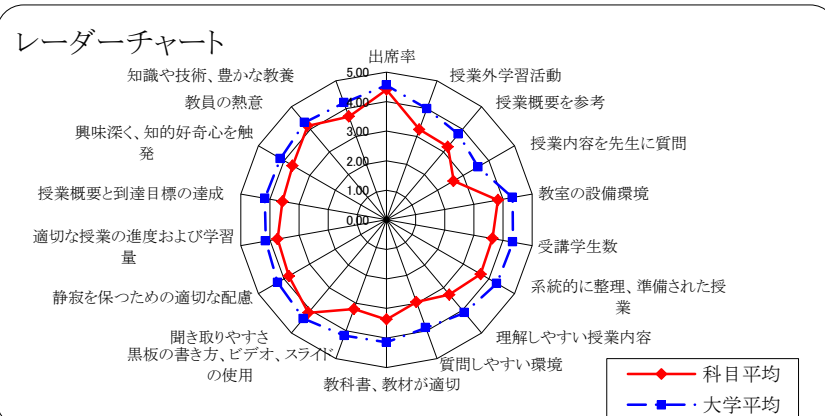 レーダーチャート
出席率
授業外学習活動
授業概要を参考
授業内容を先生に質問
教室の設備環境
受講学生数
系統的に整理、準備された授
業
理解しやすい授業内容
質問しやすい環境
教科書、教材が適切
黒板の書き方、ビデオ、スライド
の使用
聞き取りやすさ
静寂を保つための適切な配慮
適切な授業の進度および学習
量
授業概要と到達目標の達成
興味深く、知的好奇心を触
発
教員の熱意
知識や技術、豊かな教養
5.00
4.00
3.00
2.00
1.00
0.00
科目平均
大学平均